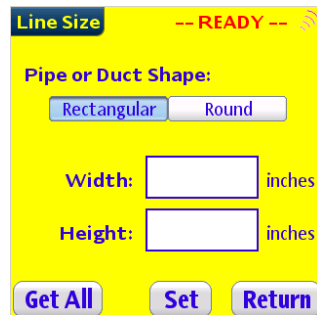 Line Size -- READY --
Pipe or Duct Shape:
Rectangular Round
Width: inches
Height: inches
Get All Set Return